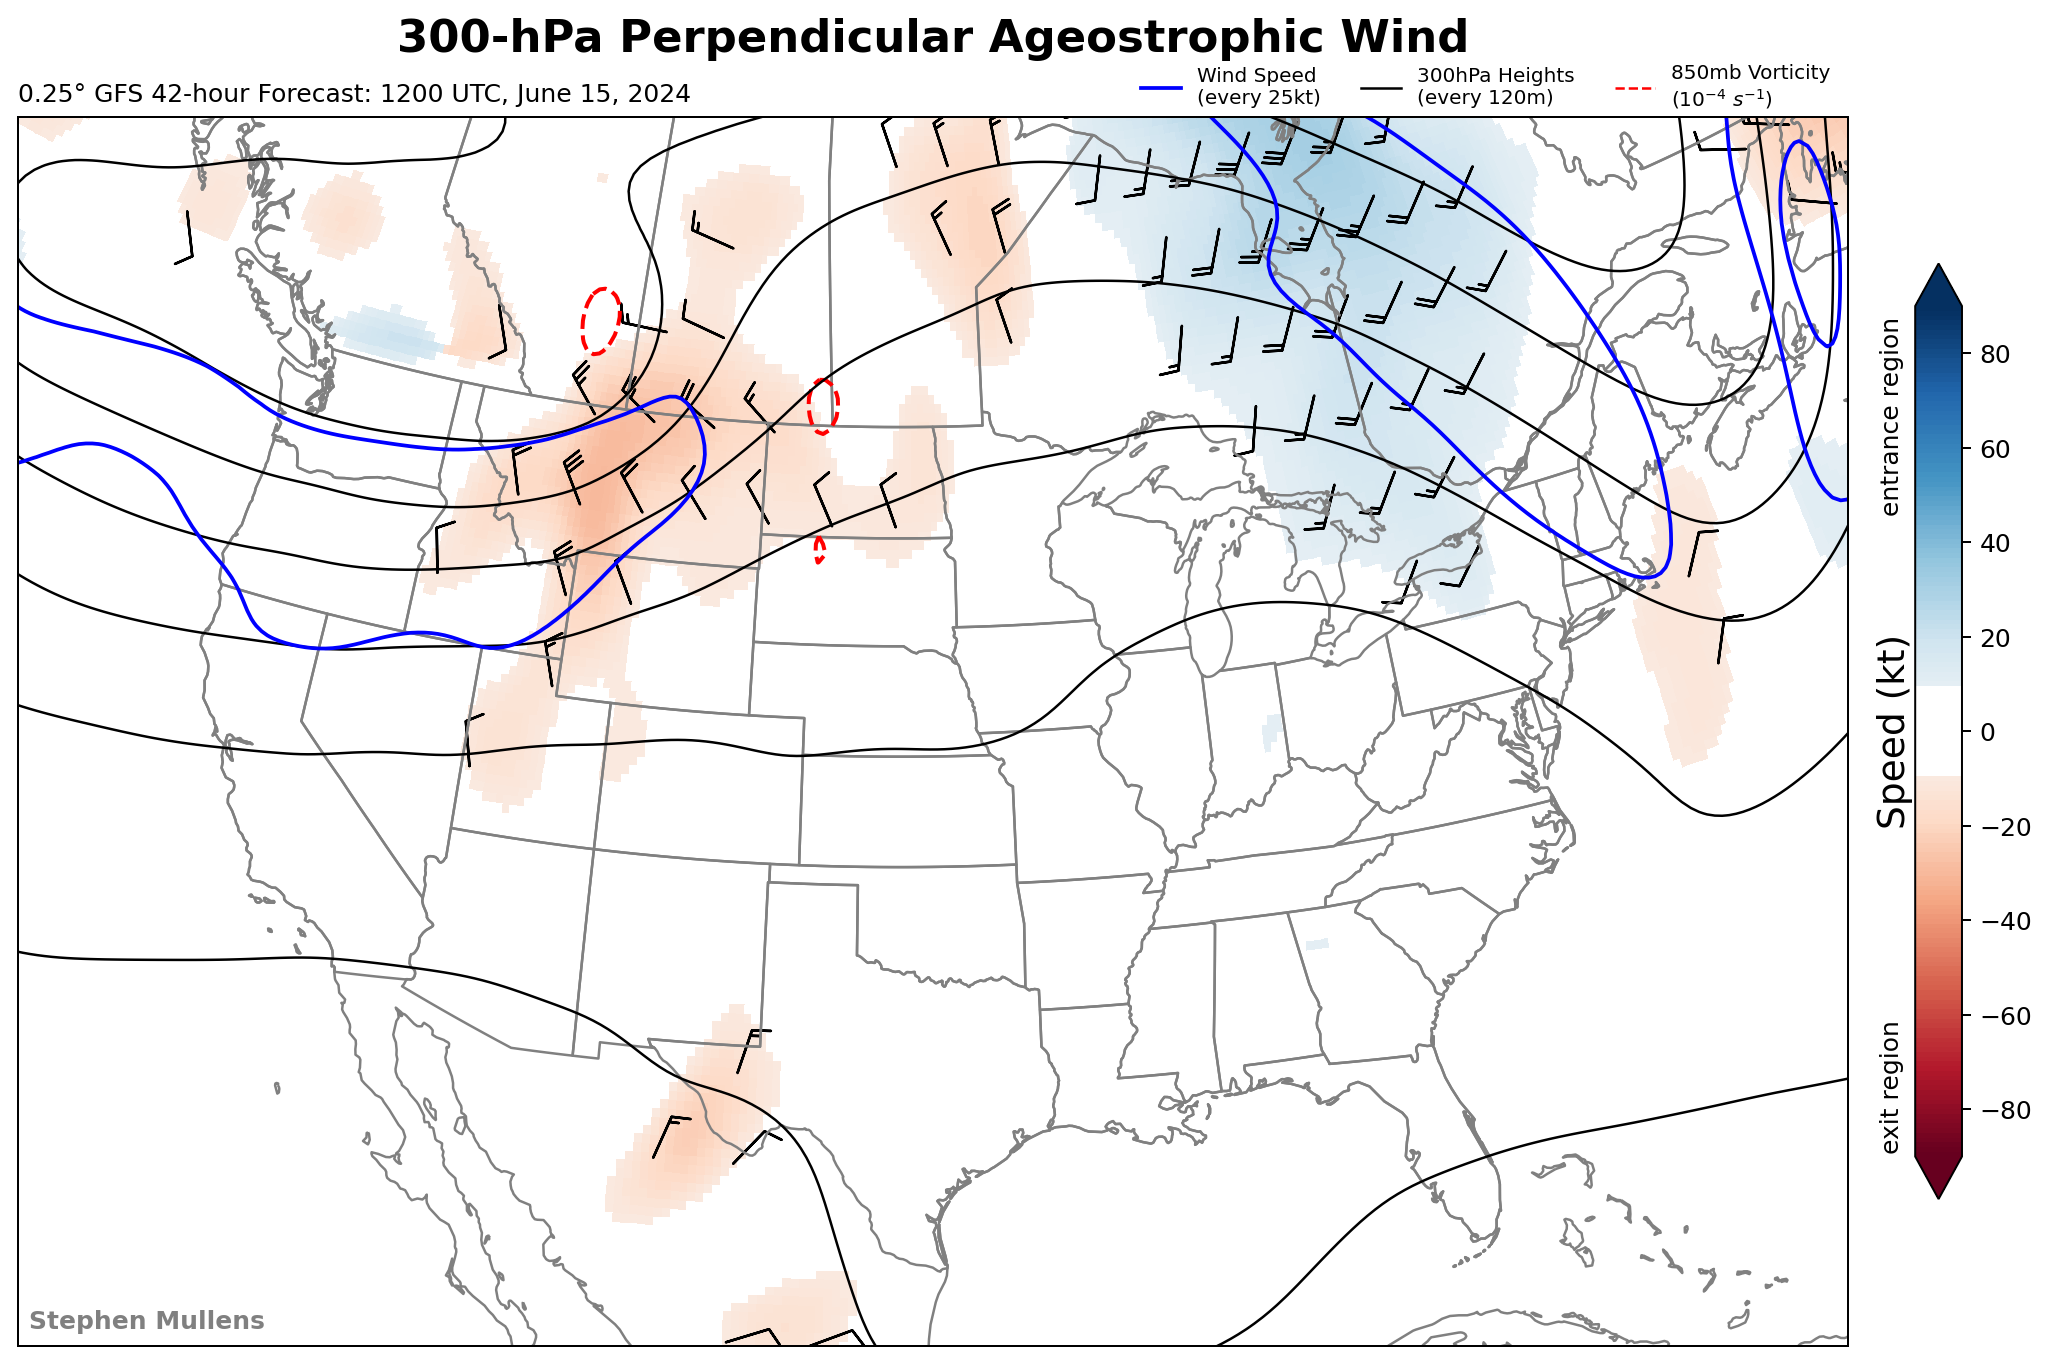 300-hPa Perpendicular Ageostrophic Wind
0.25° GFS 42-hour Forecast: 1200 UTC, June 15, 2024
Wind Speed
(every 25kt)
300hPa Heights
(every 120m)
850mb Vorticity
(10⁻⁴ s⁻¹)
entrance region
Speed (kt)
exit region
80
60
40
20
0
−20
−40
−60
−80
Stephen Mullens